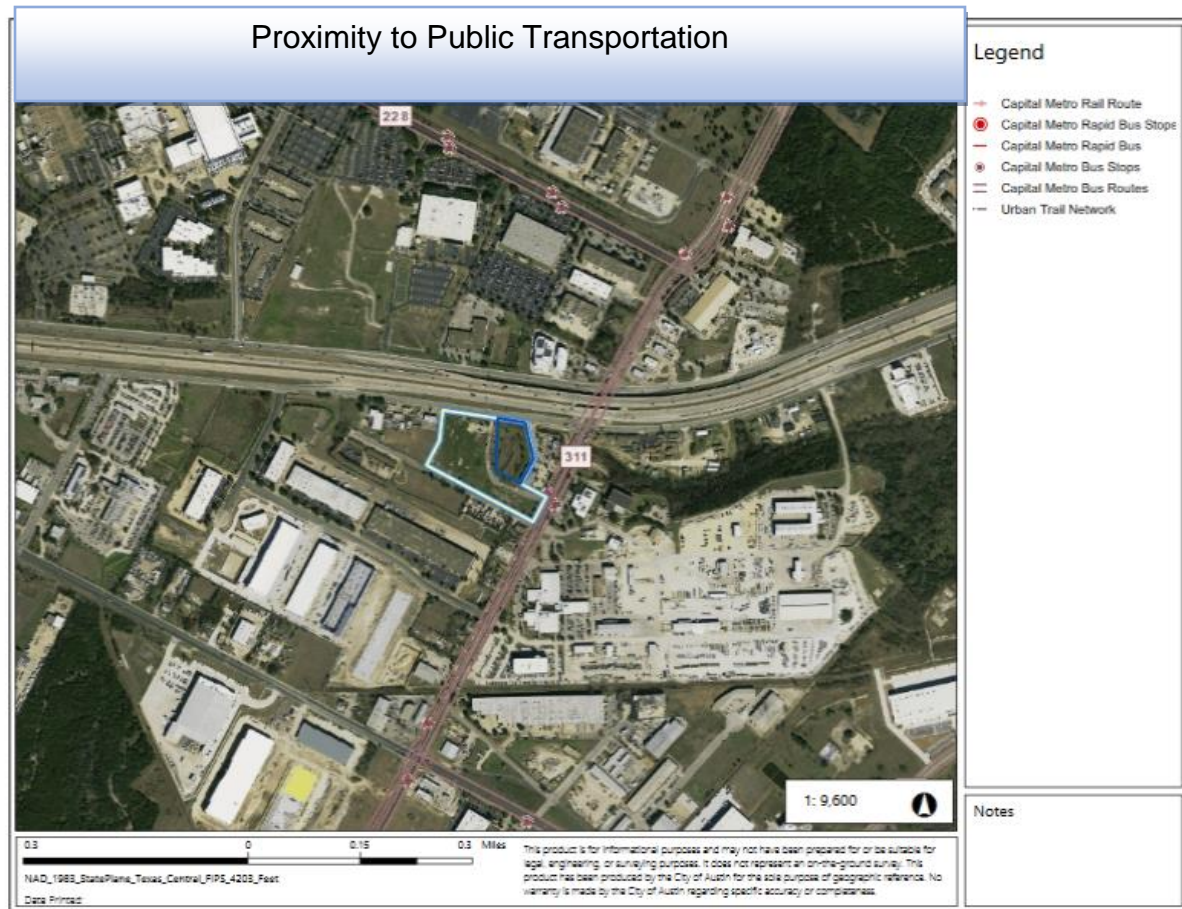 Proximity to Public Transportation
Legend
Capital Metro Rail Route
Capital Metro Rapid Bus Stops
Capital Metro Rapid Bus
Capital Metro Bus Stops
Capital Metro Bus Routes
Urban Trail Network
228
311
1: 9,600
Notes
0.3 0 0.15 0.3 Miles
NAD_1983_StatePlane_Texas_Central_FIPS_4203_Feet
Date Printed:
This product is for informational purposes and may not have been prepared for or be suitable for
legal, engineering, or surveying purposes. It does not represent an on-the-ground survey. This
product has been produced by the City of Austin for the sole purpose of geographic reference. No
warranty is made by the City of Austin regarding specific accuracy or completeness.